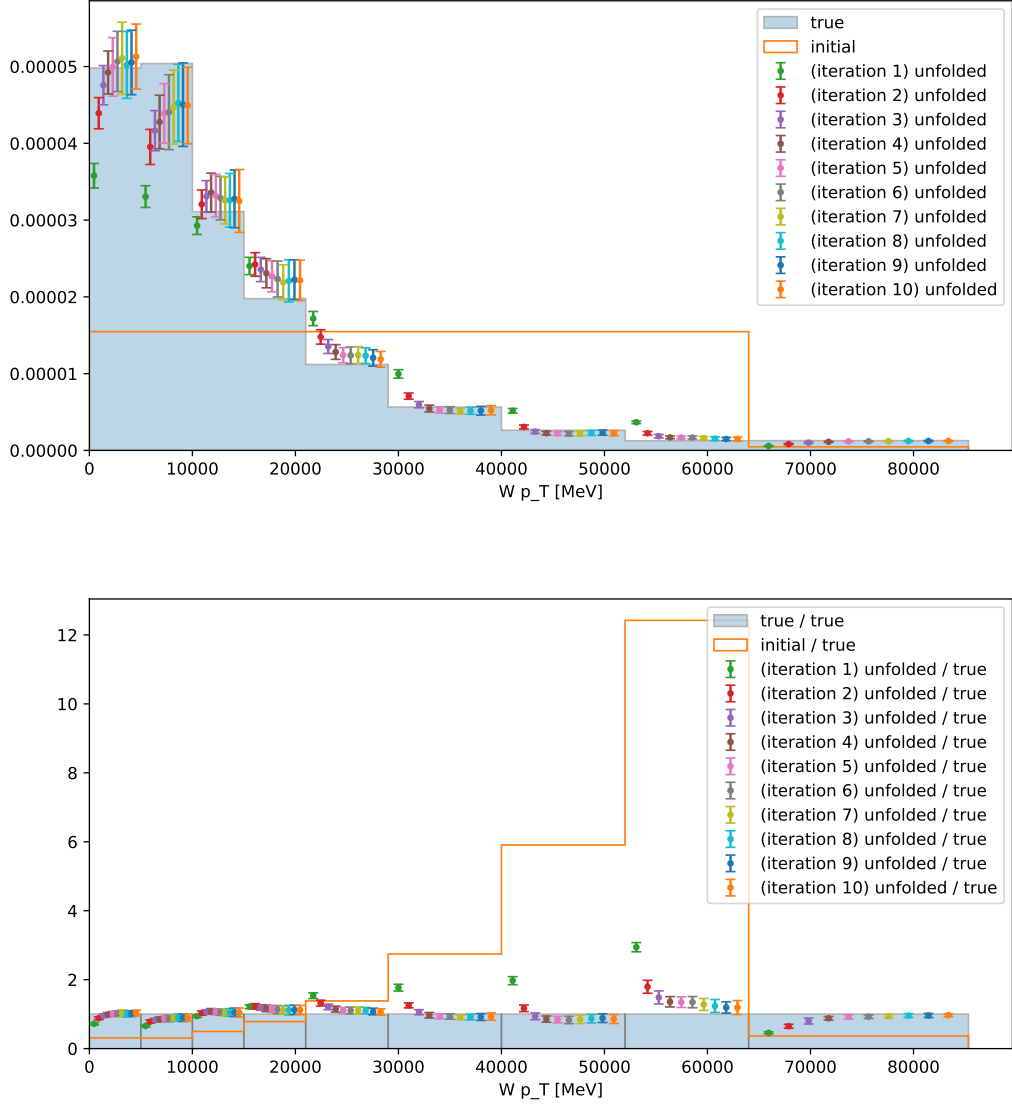 true
initial
(iteration 1) unfolded
(iteration 2) unfolded
(iteration 3) unfolded
(iteration 4) unfolded
(iteration 5) unfolded
(iteration 6) unfolded
(iteration 7) unfolded
(iteration 8) unfolded
(iteration 9) unfolded
(iteration 10) unfolded
0.00005
0.00004
0.00003
0.00002
0.00001
0.00000
0 10000 20000 30000 40000 50000 60000 70000 80000
W p_T [MeV]
true / true
initial / true
(iteration 1) unfolded / true
(iteration 2) unfolded / true
(iteration 3) unfolded / true
(iteration 4) unfolded / true
(iteration 5) unfolded / true
(iteration 6) unfolded / true
(iteration 7) unfolded / true
(iteration 8) unfolded / true
(iteration 9) unfolded / true
(iteration 10) unfolded / true
12
10
8
6
4
2
0
0 10000 20000 30000 40000 50000 60000 70000 80000
W p_T [MeV]